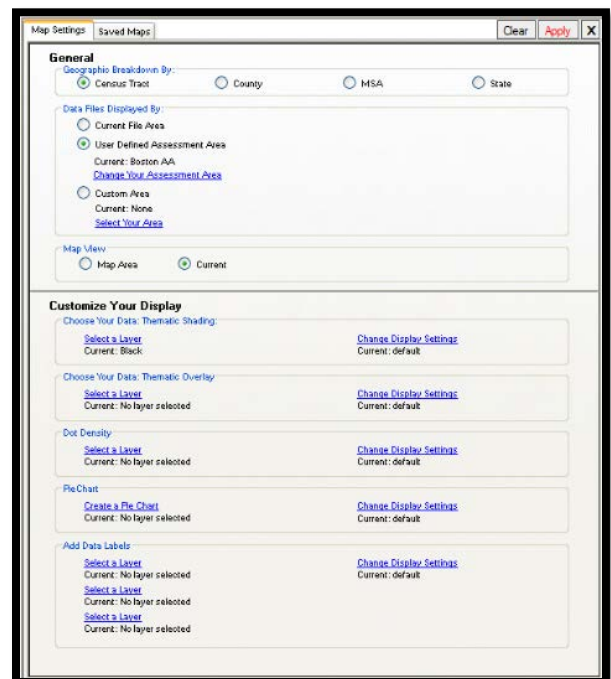 Map Settings Saved Maps Clear Apply X
General
Geographic Breakdown By:
Census Tract County MSA State
Data Files Displayed By:
Current File Area
User Defined Assessment Area
Current: Boston AA
Change Your Assessment Area
Custom Area
Current: None
Select Your Area
Map View
Map Area Current
Customize Your Display
Choose Your Data: Thematic Shading:
Select a Layer Change Display Settings
Current: Black Current: default
Choose Your Data: Thematic Overlay
Select a Layer Change Display Settings
Current: No layer selected Current: default
Dot Density
Select a Layer Change Display Settings
Current: No layer selected Current: default
PieChart
Create a Pie Chart Change Display Settings
Current: No layer selected Current: default
Add Data Labels
Select a Layer Change Display Settings
Current: No layer selected Current: default
Select a Layer
Current: No layer selected
Select a Layer
Current: No layer selected